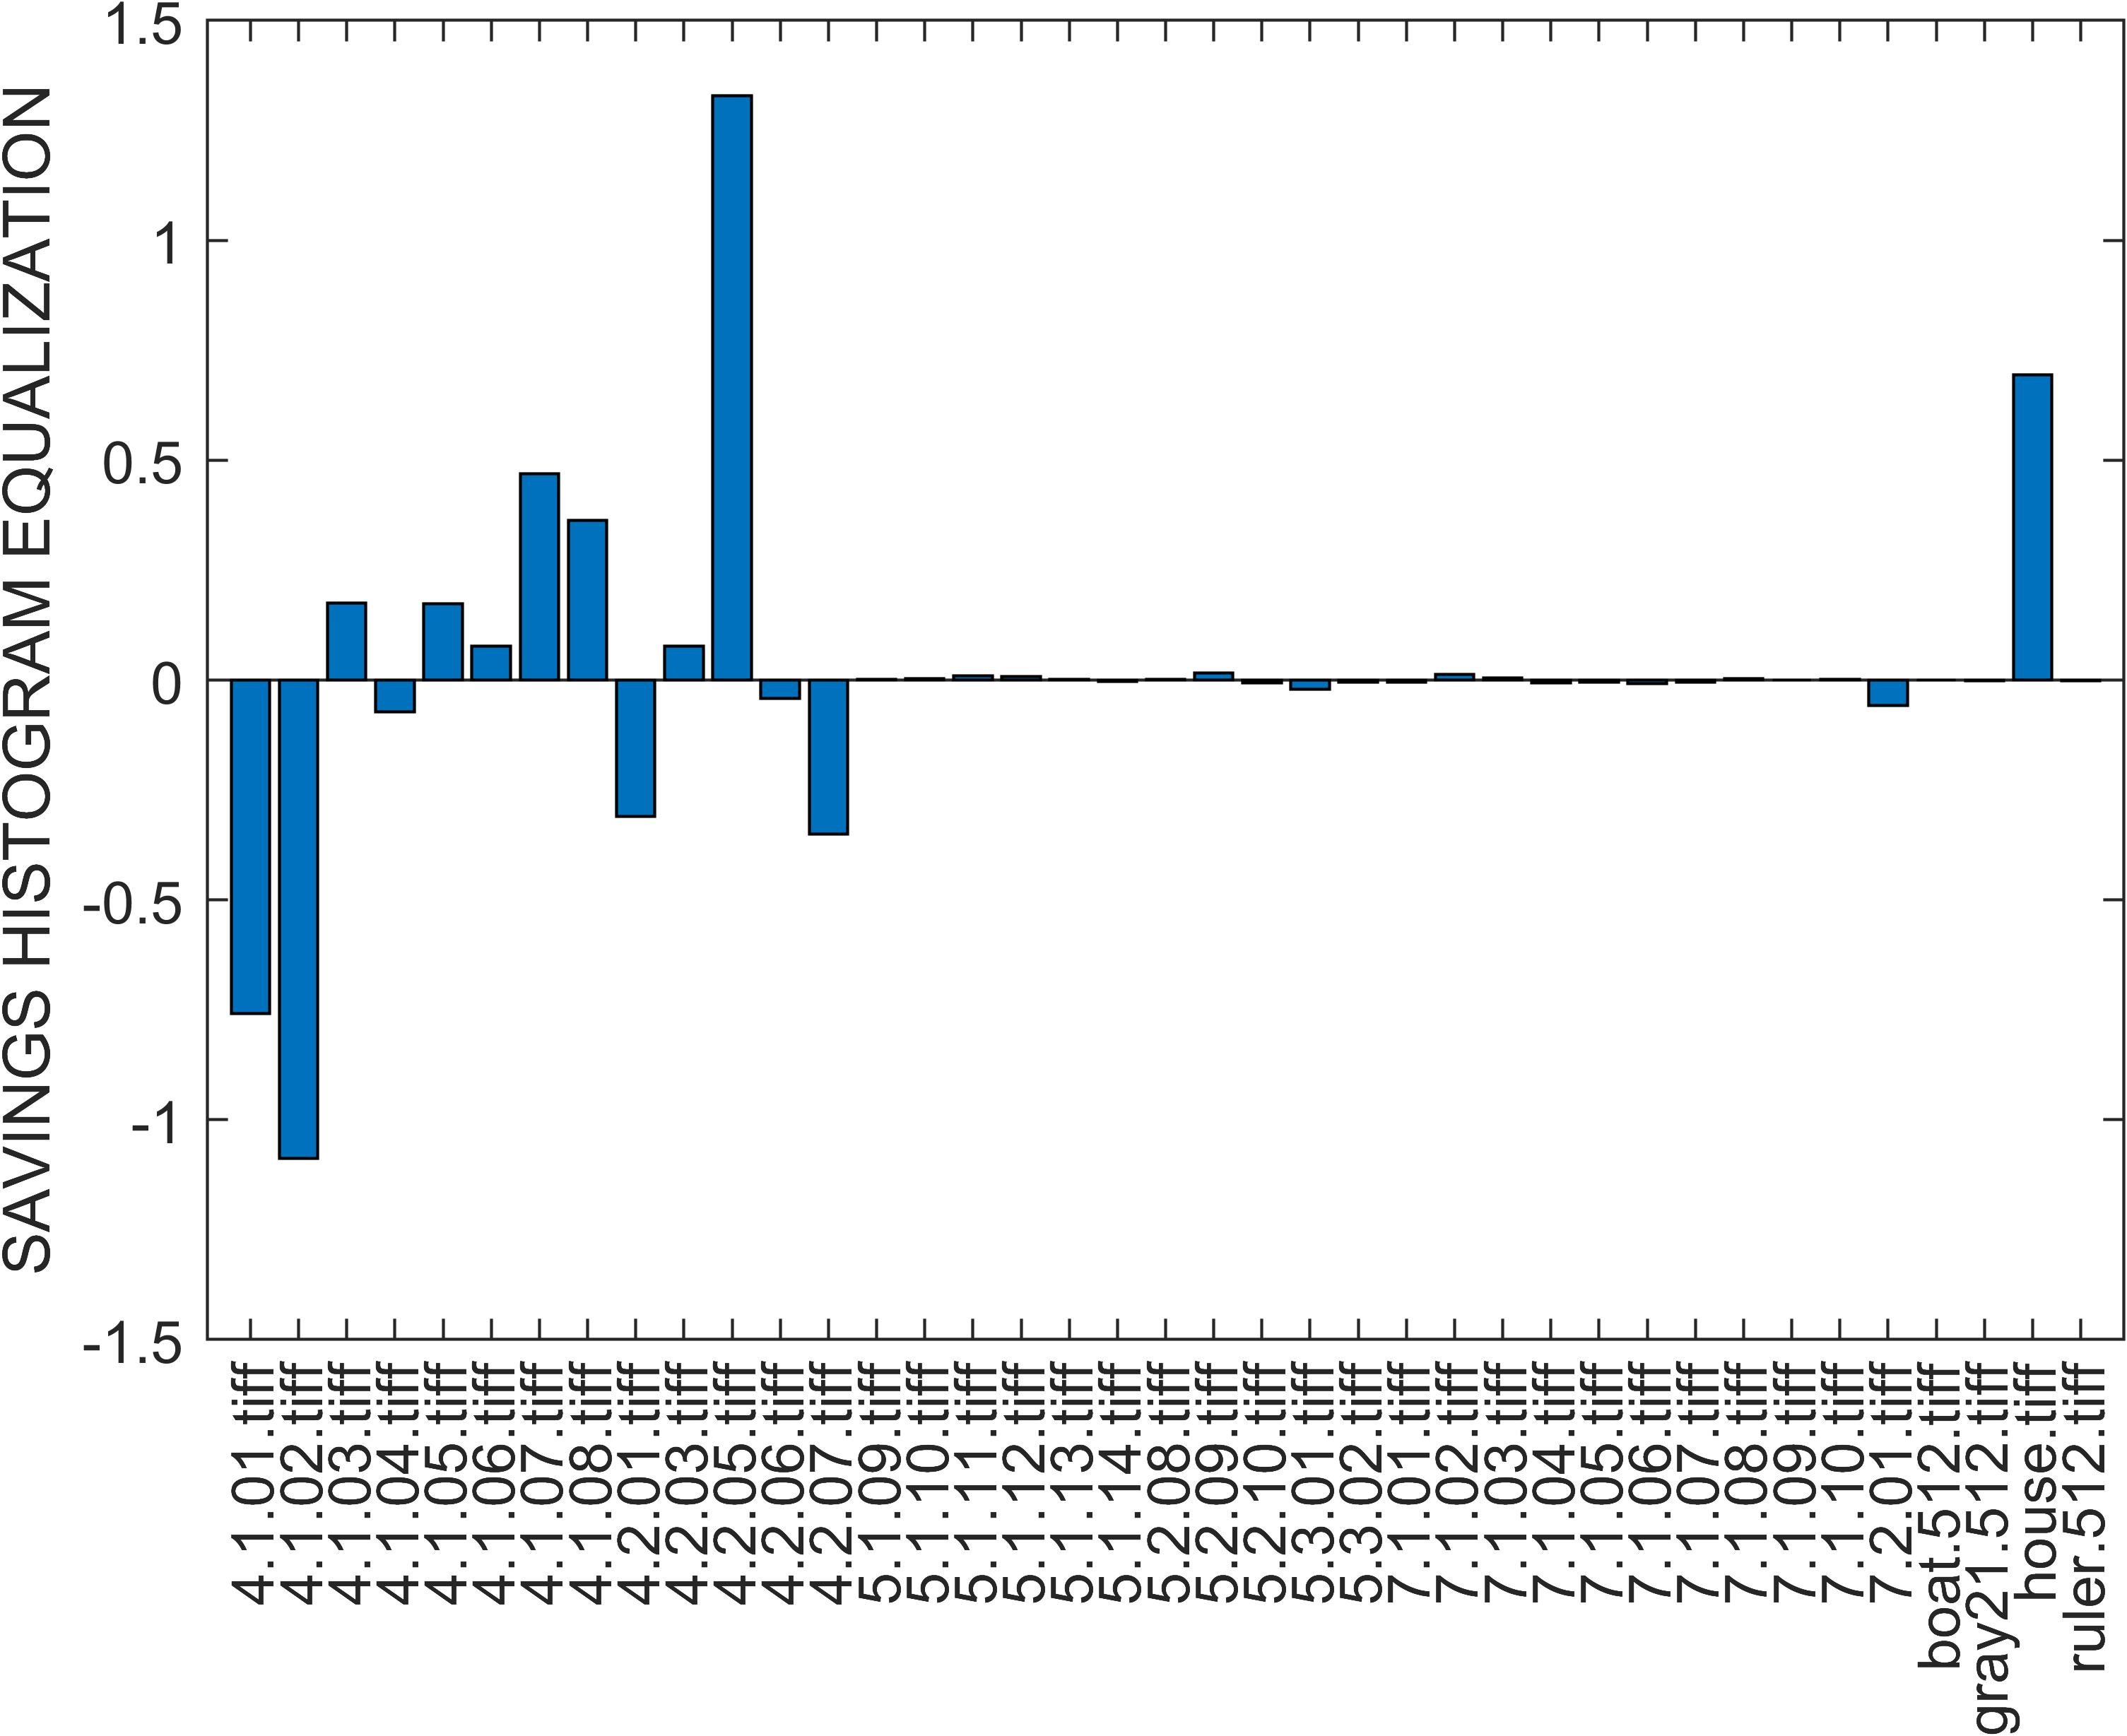 SAVINGS HISTOGRAM EQUALIZATION
1.5
1
0.5
0
-0.5
-1
-1.5
4.1.01.tiff
4.1.02.tiff
4.1.03.tiff
4.1.04.tiff
4.1.05.tiff
4.1.06.tiff
4.1.07.tiff
4.1.08.tiff
4.2.01.tiff
4.2.03.tiff
4.2.05.tiff
4.2.06.tiff
4.2.07.tiff
5.1.09.tiff
5.1.10.tiff
5.1.11.tiff
5.1.12.tiff
5.1.13.tiff
5.1.14.tiff
5.2.08.tiff
5.2.09.tiff
5.2.10.tiff
5.3.01.tiff
5.3.02.tiff
7.1.01.tiff
7.1.02.tiff
7.1.03.tiff
7.1.04.tiff
7.1.05.tiff
7.1.06.tiff
7.1.07.tiff
7.1.08.tiff
7.1.09.tiff
7.1.10.tiff
7.2.01.tiff
boat.512.tiff
gray21.512.tiff
house.tiff
ruler.512.tiff